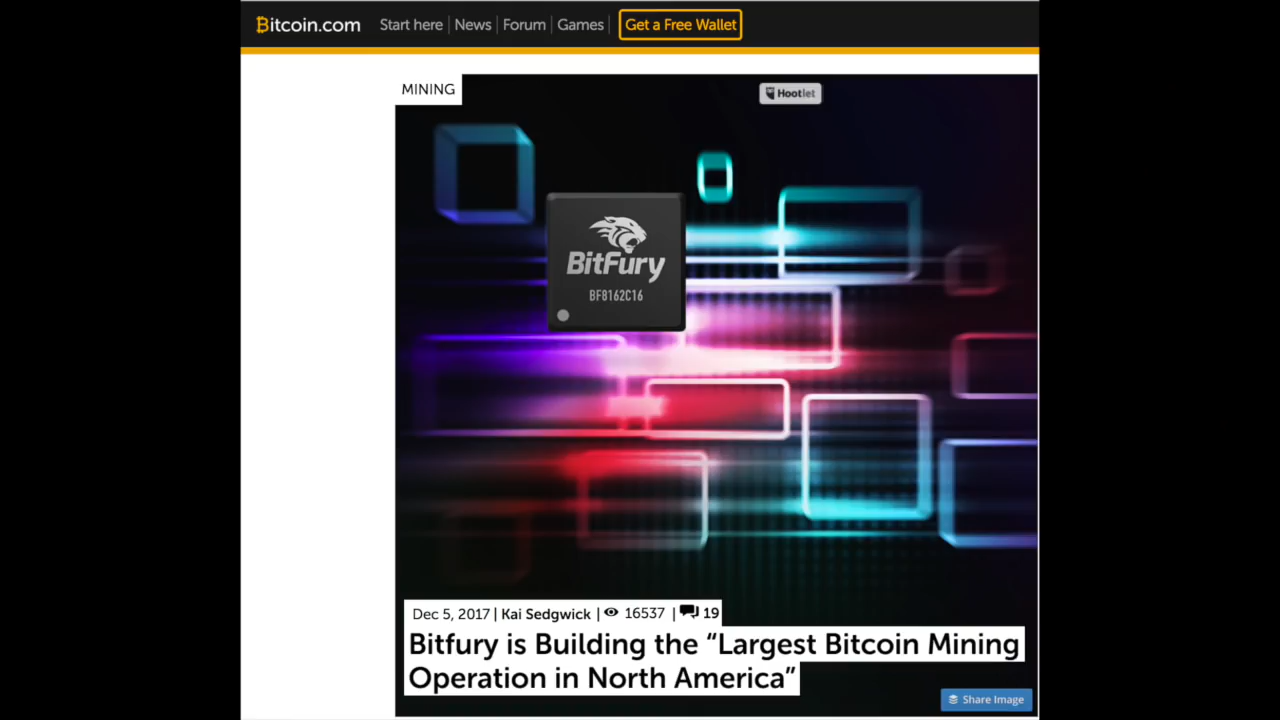 Bitcoin.com Start here News Forum Games Get a Free Wallet
MINING
Hootlet
BitFury
BF8162C16
Dec 5, 2017 | Kai Sedgwick | 16537 | 19
Bitfury is Building the “Largest Bitcoin Mining
Operation in North America”
Share Image